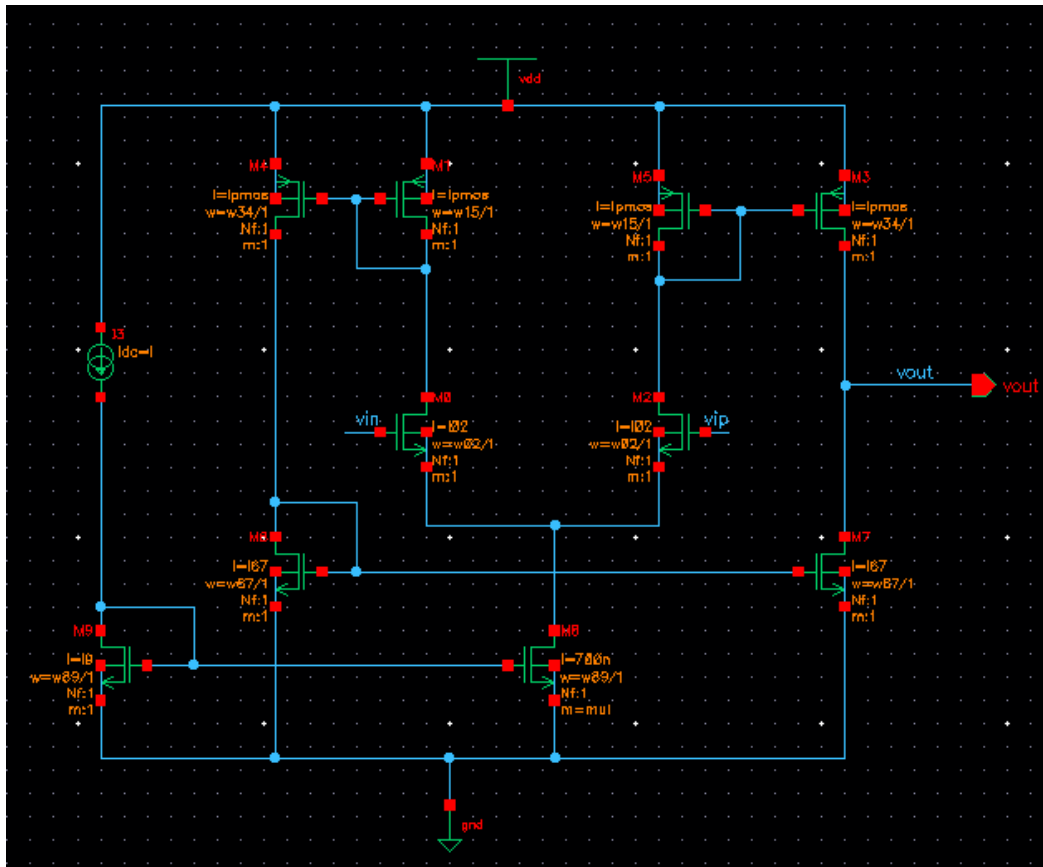 vdd
M4
l=lpmos
w=w34/1
Nf:1
m:1
M1
l=lpmos
w=w15/1
Nf:1
m:1
M5
l=lpmos
w=w15/1
Nf:1
m:1
M3
l=lpmos
w=w34/1
Nf:1
m:1
I3
Idc=I
vout
vout
vin
M0
l=l02
w=w02/1
Nf:1
m:1
M2
l=l02
w=w02/1
Nf:1
m:1
vip
M6
l=l67
w=w67/1
Nf:1
m:1
M7
l=l67
w=w67/1
Nf:1
m:1
M9
l=l9
w=w89/1
Nf:1
m:1
M8
l=700n
w=w89/1
Nf:1
m=mul
gnd